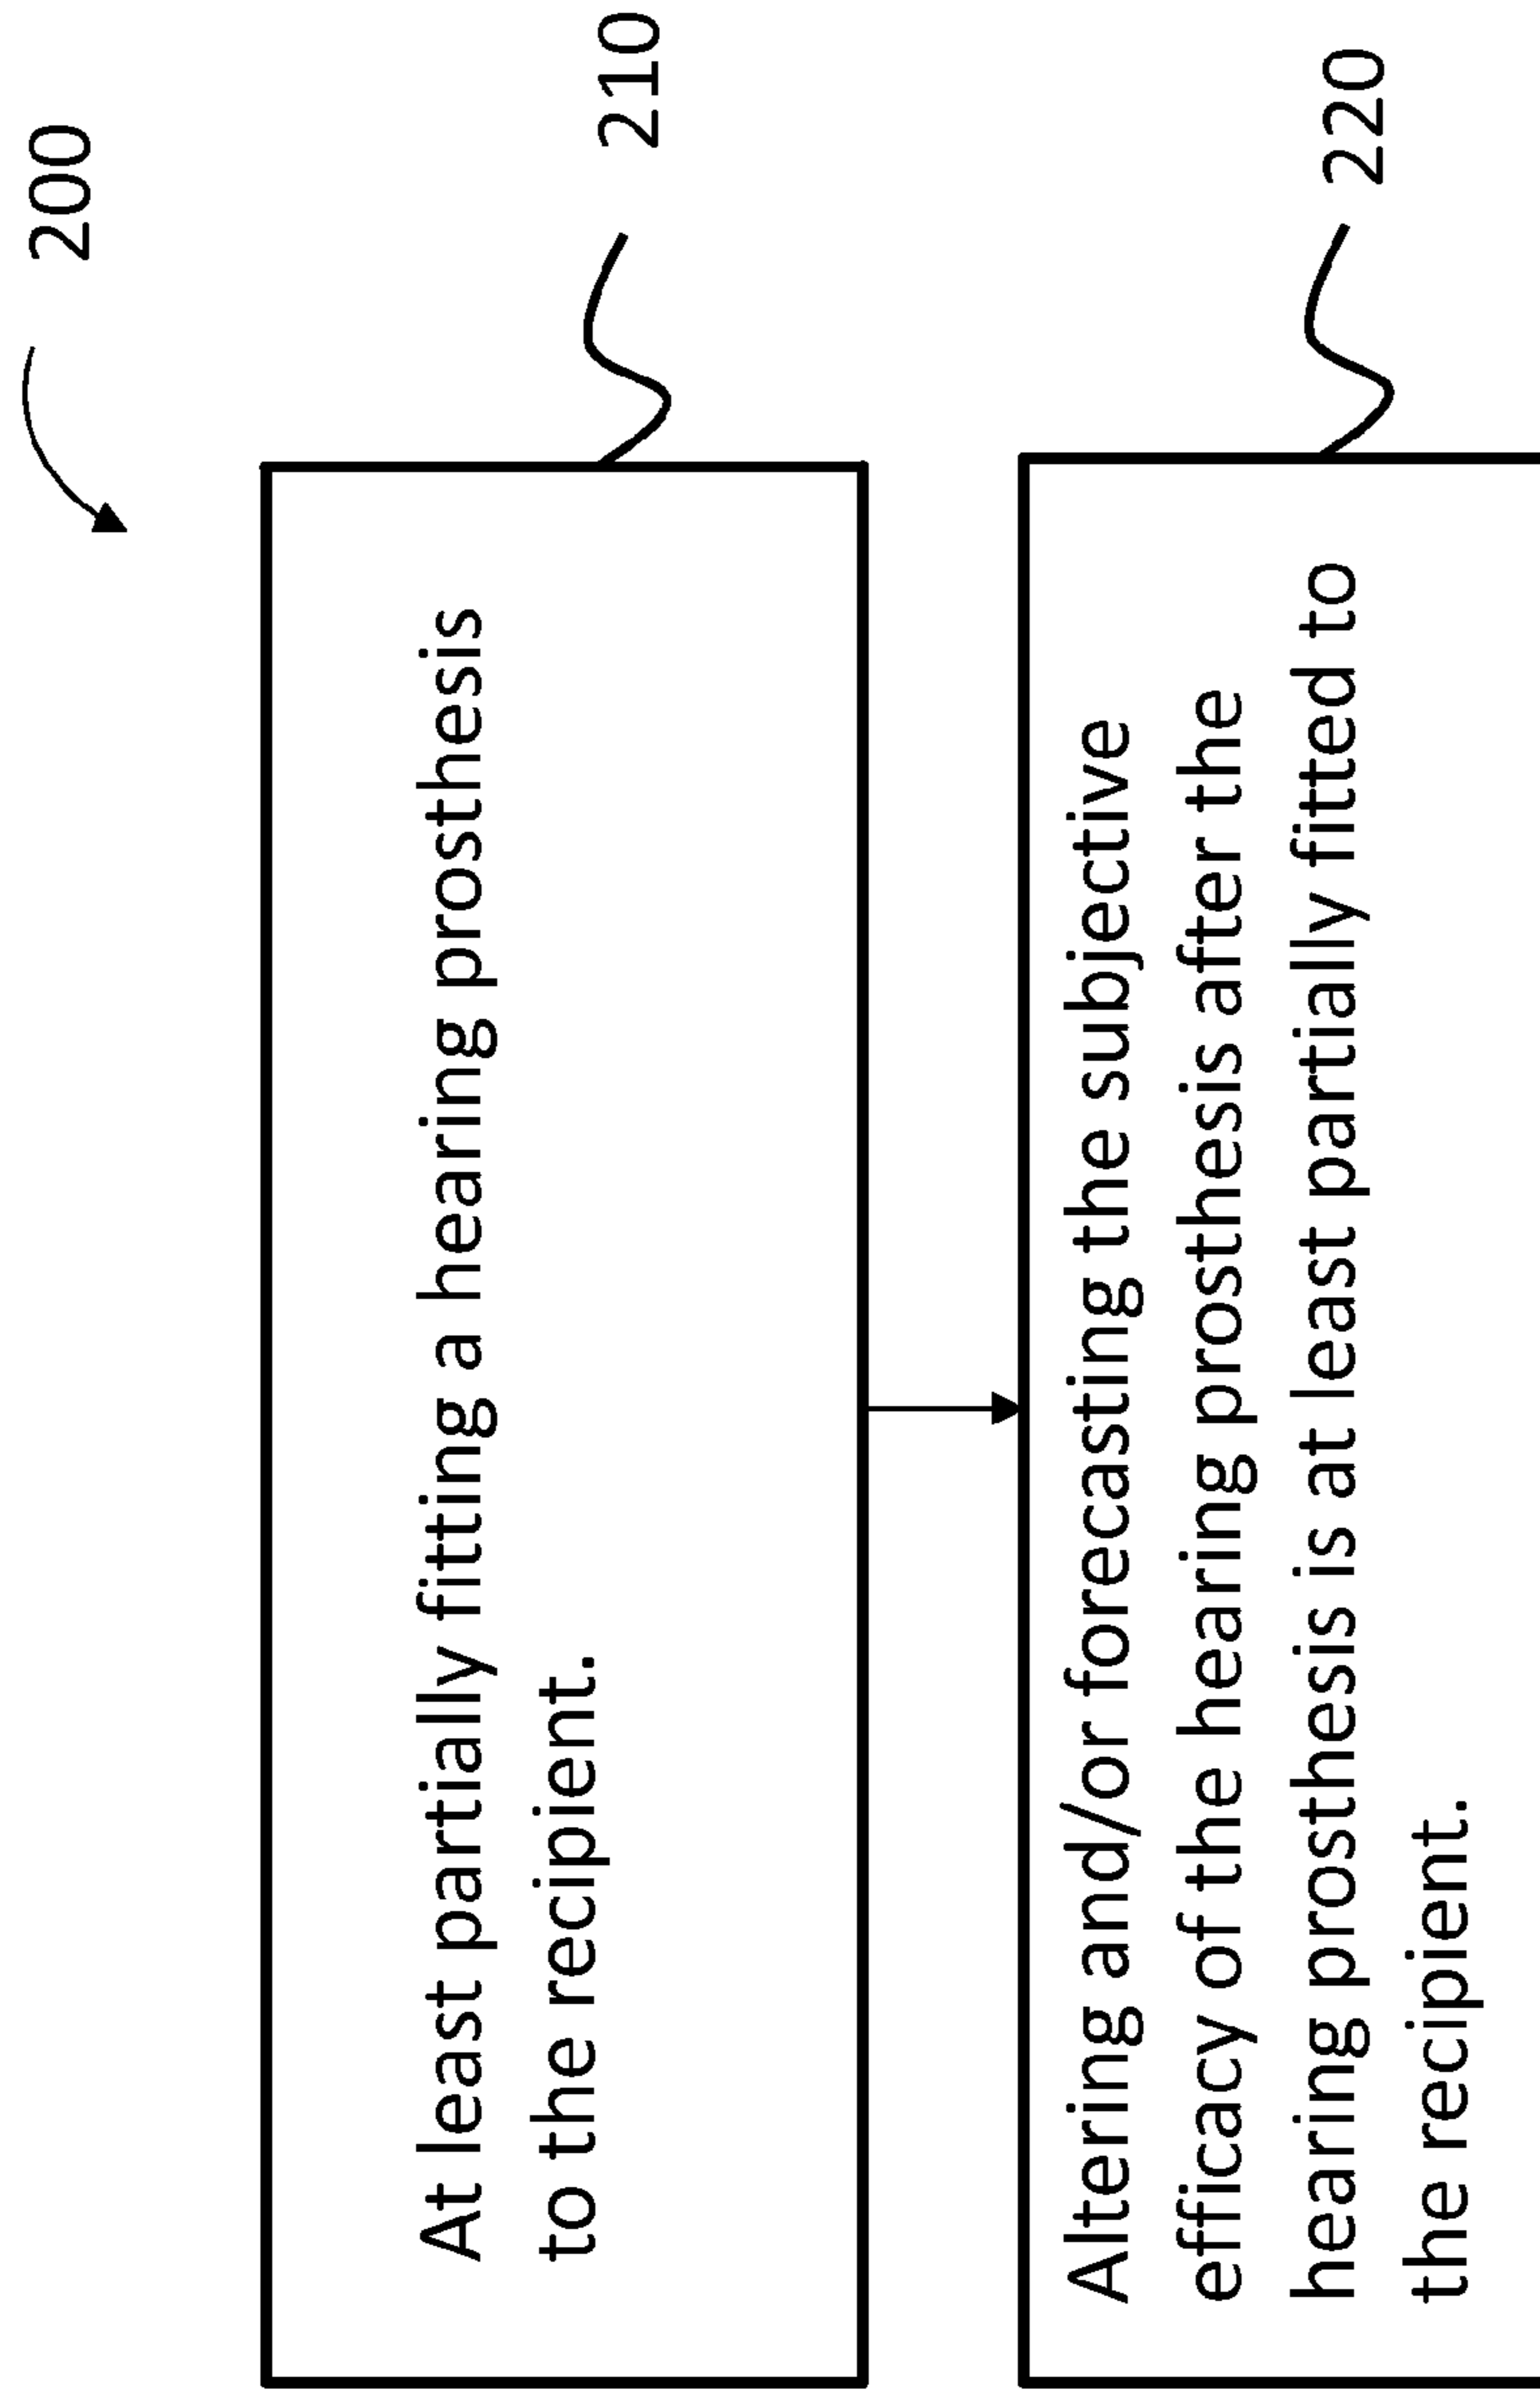 200
At least partially fitting a hearing prosthesis
to the recipient.
210
Altering and/or forecasting the subjective
efficacy of the hearing prosthesis after the
hearing prosthesis is at least partially fitted to
the recipient.
220